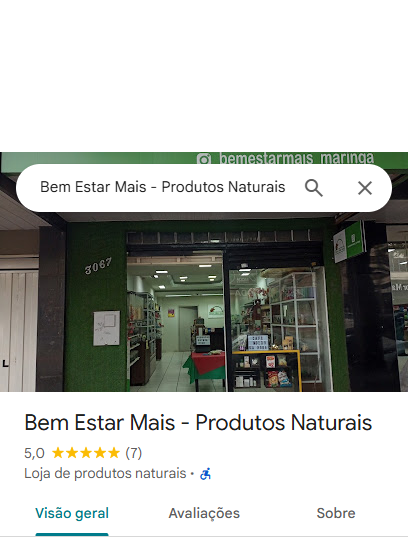 bemestarmais_maringa
Bem Estar Mais - Produtos Naturais
3067
Bem Estar Mais - Produtos Naturais
5,0 (7)
Loja de produtos naturais ·
Visão geral Avaliações Sobre